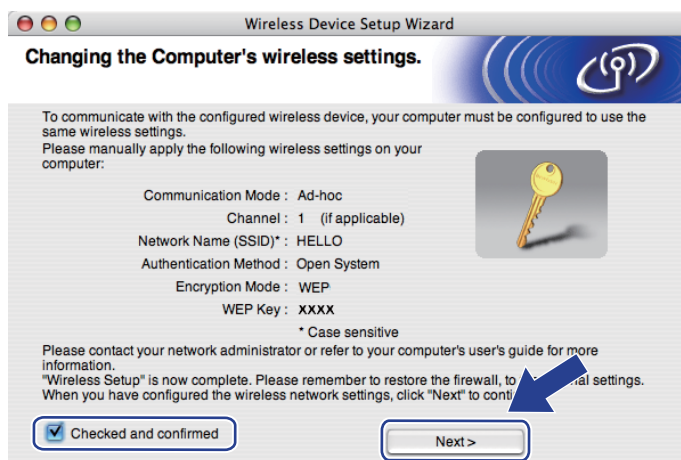 Wireless Device Setup Wizard
Changing the Computer's wireless settings.
To communicate with the configured wireless device, your computer must be configured to use the
same wireless settings.
Please manually apply the following wireless settings on your
computer:
Communication Mode : Ad-hoc
Channel : 1 (if applicable)
Network Name (SSID)* : HELLO
Authentication Method : Open System
Encryption Mode : WEP
WEP Key : XXXX
* Case sensitive
Please contact your network administrator or refer to your computer's user's guide for more
information.
"Wireless Setup" is now complete. Please remember to restore the firewall, to settings.
When you have configured the wireless network settings, click "Next" to
Checked and confirmed
Next >